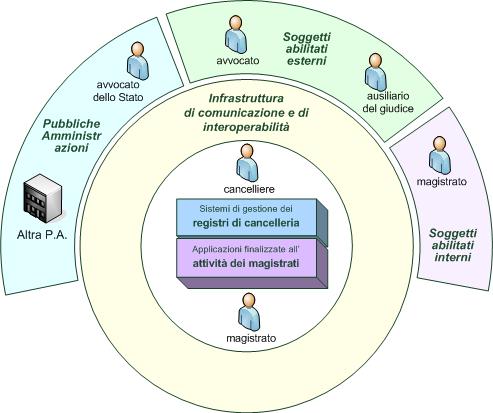 Soggetti
abilitati
esterni
avvocato
ausiliario
del giudice
avvocato
dello Stato
Pubbliche
Amministr
azioni
Altra P.A.
Infrastruttura
di comunicazione e di
interoperabilità
magistrato
Soggetti
abilitati
interni
cancelliere
Sistemi di gestione dei
registri di cancelleria
Applicazioni finalizzate all'
attività dei magistrati
magistrato